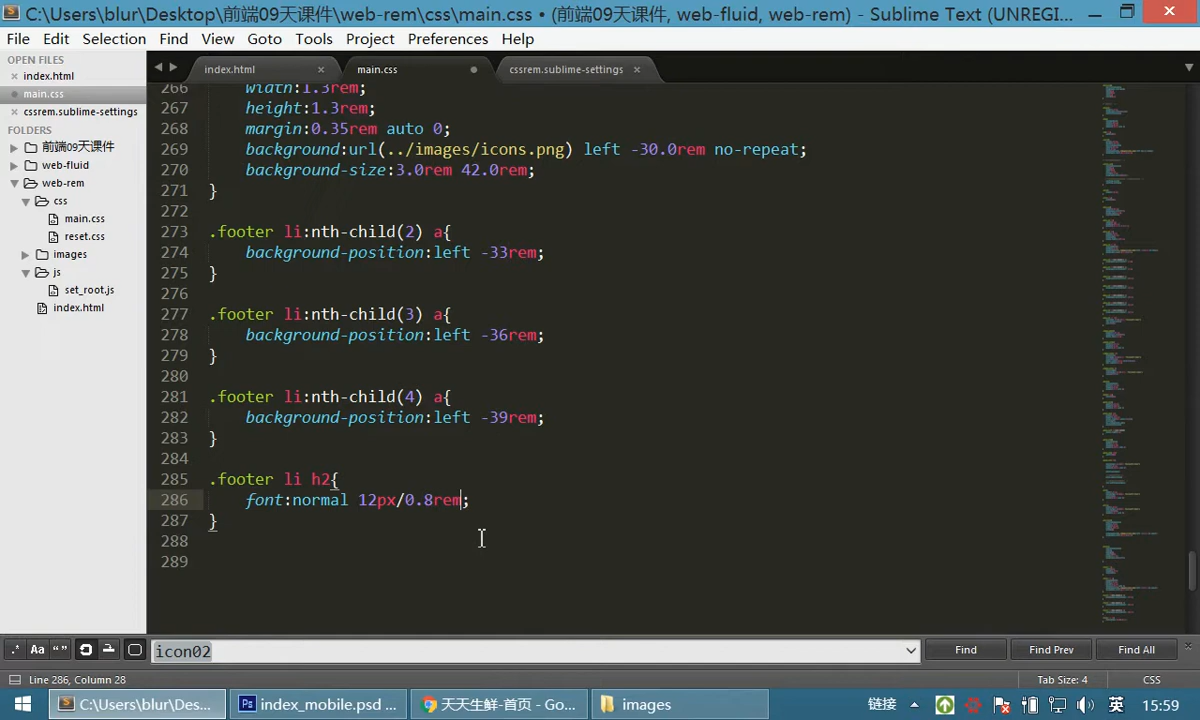 C:\Users\blur\Desktop\前端09天课件\web-rem\css\main.css • (前端09天课件, web-fluid, web-rem) - Sublime Text (UNREGI...
File Edit Selection Find View Goto Tools Project Preferences Help
OPEN FILES
index.html
main.css
cssrem.sublime-settings
FOLDERS
前端09天课件
web-fluid
web-rem
css
main.css
reset.css
images
js
set_root.js
index.html
index.html main.css cssrem.sublime-settings
266 width:1.3rem;
267 height:1.3rem;
268 margin:0.35rem auto 0;
269 background:url(../images/icons.png) left -30.0rem no-repeat;
270 background-size:3.0rem 42.0rem;
271 }
272
273 .footer li:nth-child(2) a{
274 background-position:left -33rem;
275 }
276
277 .footer li:nth-child(3) a{
278 background-position:left -36rem;
279 }
280
281 .footer li:nth-child(4) a{
282 background-position:left -39rem;
283 }
284
285 .footer li h2{
286 font:normal 12px/0.8rem;
287 }
288
289
.* Aa “ ” icon02 Find Find Prev Find All
Line 286, Column 28 Tab Size: 4 CSS
C:\Users\blur\Des... Ps index_mobile.psd ... 天天生鲜-首页 - Go... images 链接 英 15:59